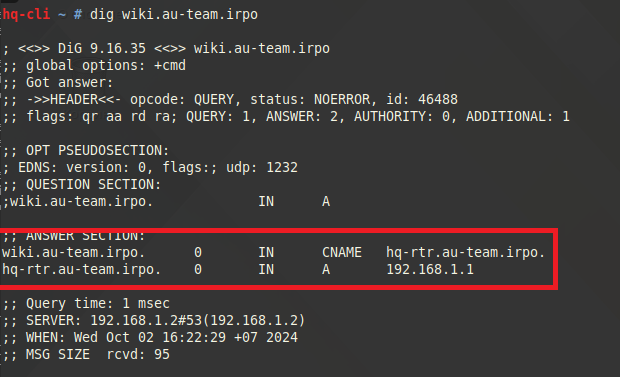 hq-cli ~ # dig wiki.au-team.irpo
; <<>> DiG 9.16.35 <<>> wiki.au-team.irpo
;; global options: +cmd
;; Got answer:
;; ->>HEADER<<- opcode: QUERY, status: NOERROR, id: 46488
;; flags: qr aa rd ra; QUERY: 1, ANSWER: 2, AUTHORITY: 0, ADDITIONAL: 1
;; OPT PSEUDOSECTION:
; EDNS: version: 0, flags:; udp: 1232
;; QUESTION SECTION:
;wiki.au-team.irpo. IN A
;; ANSWER SECTION:
wiki.au-team.irpo. 0 IN CNAME hq-rtr.au-team.irpo.
hq-rtr.au-team.irpo. 0 IN A 192.168.1.1
;; Query time: 1 msec
;; SERVER: 192.168.1.2#53(192.168.1.2)
;; WHEN: Wed Oct 02 16:22:29 +07 2024
;; MSG SIZE rcvd: 95